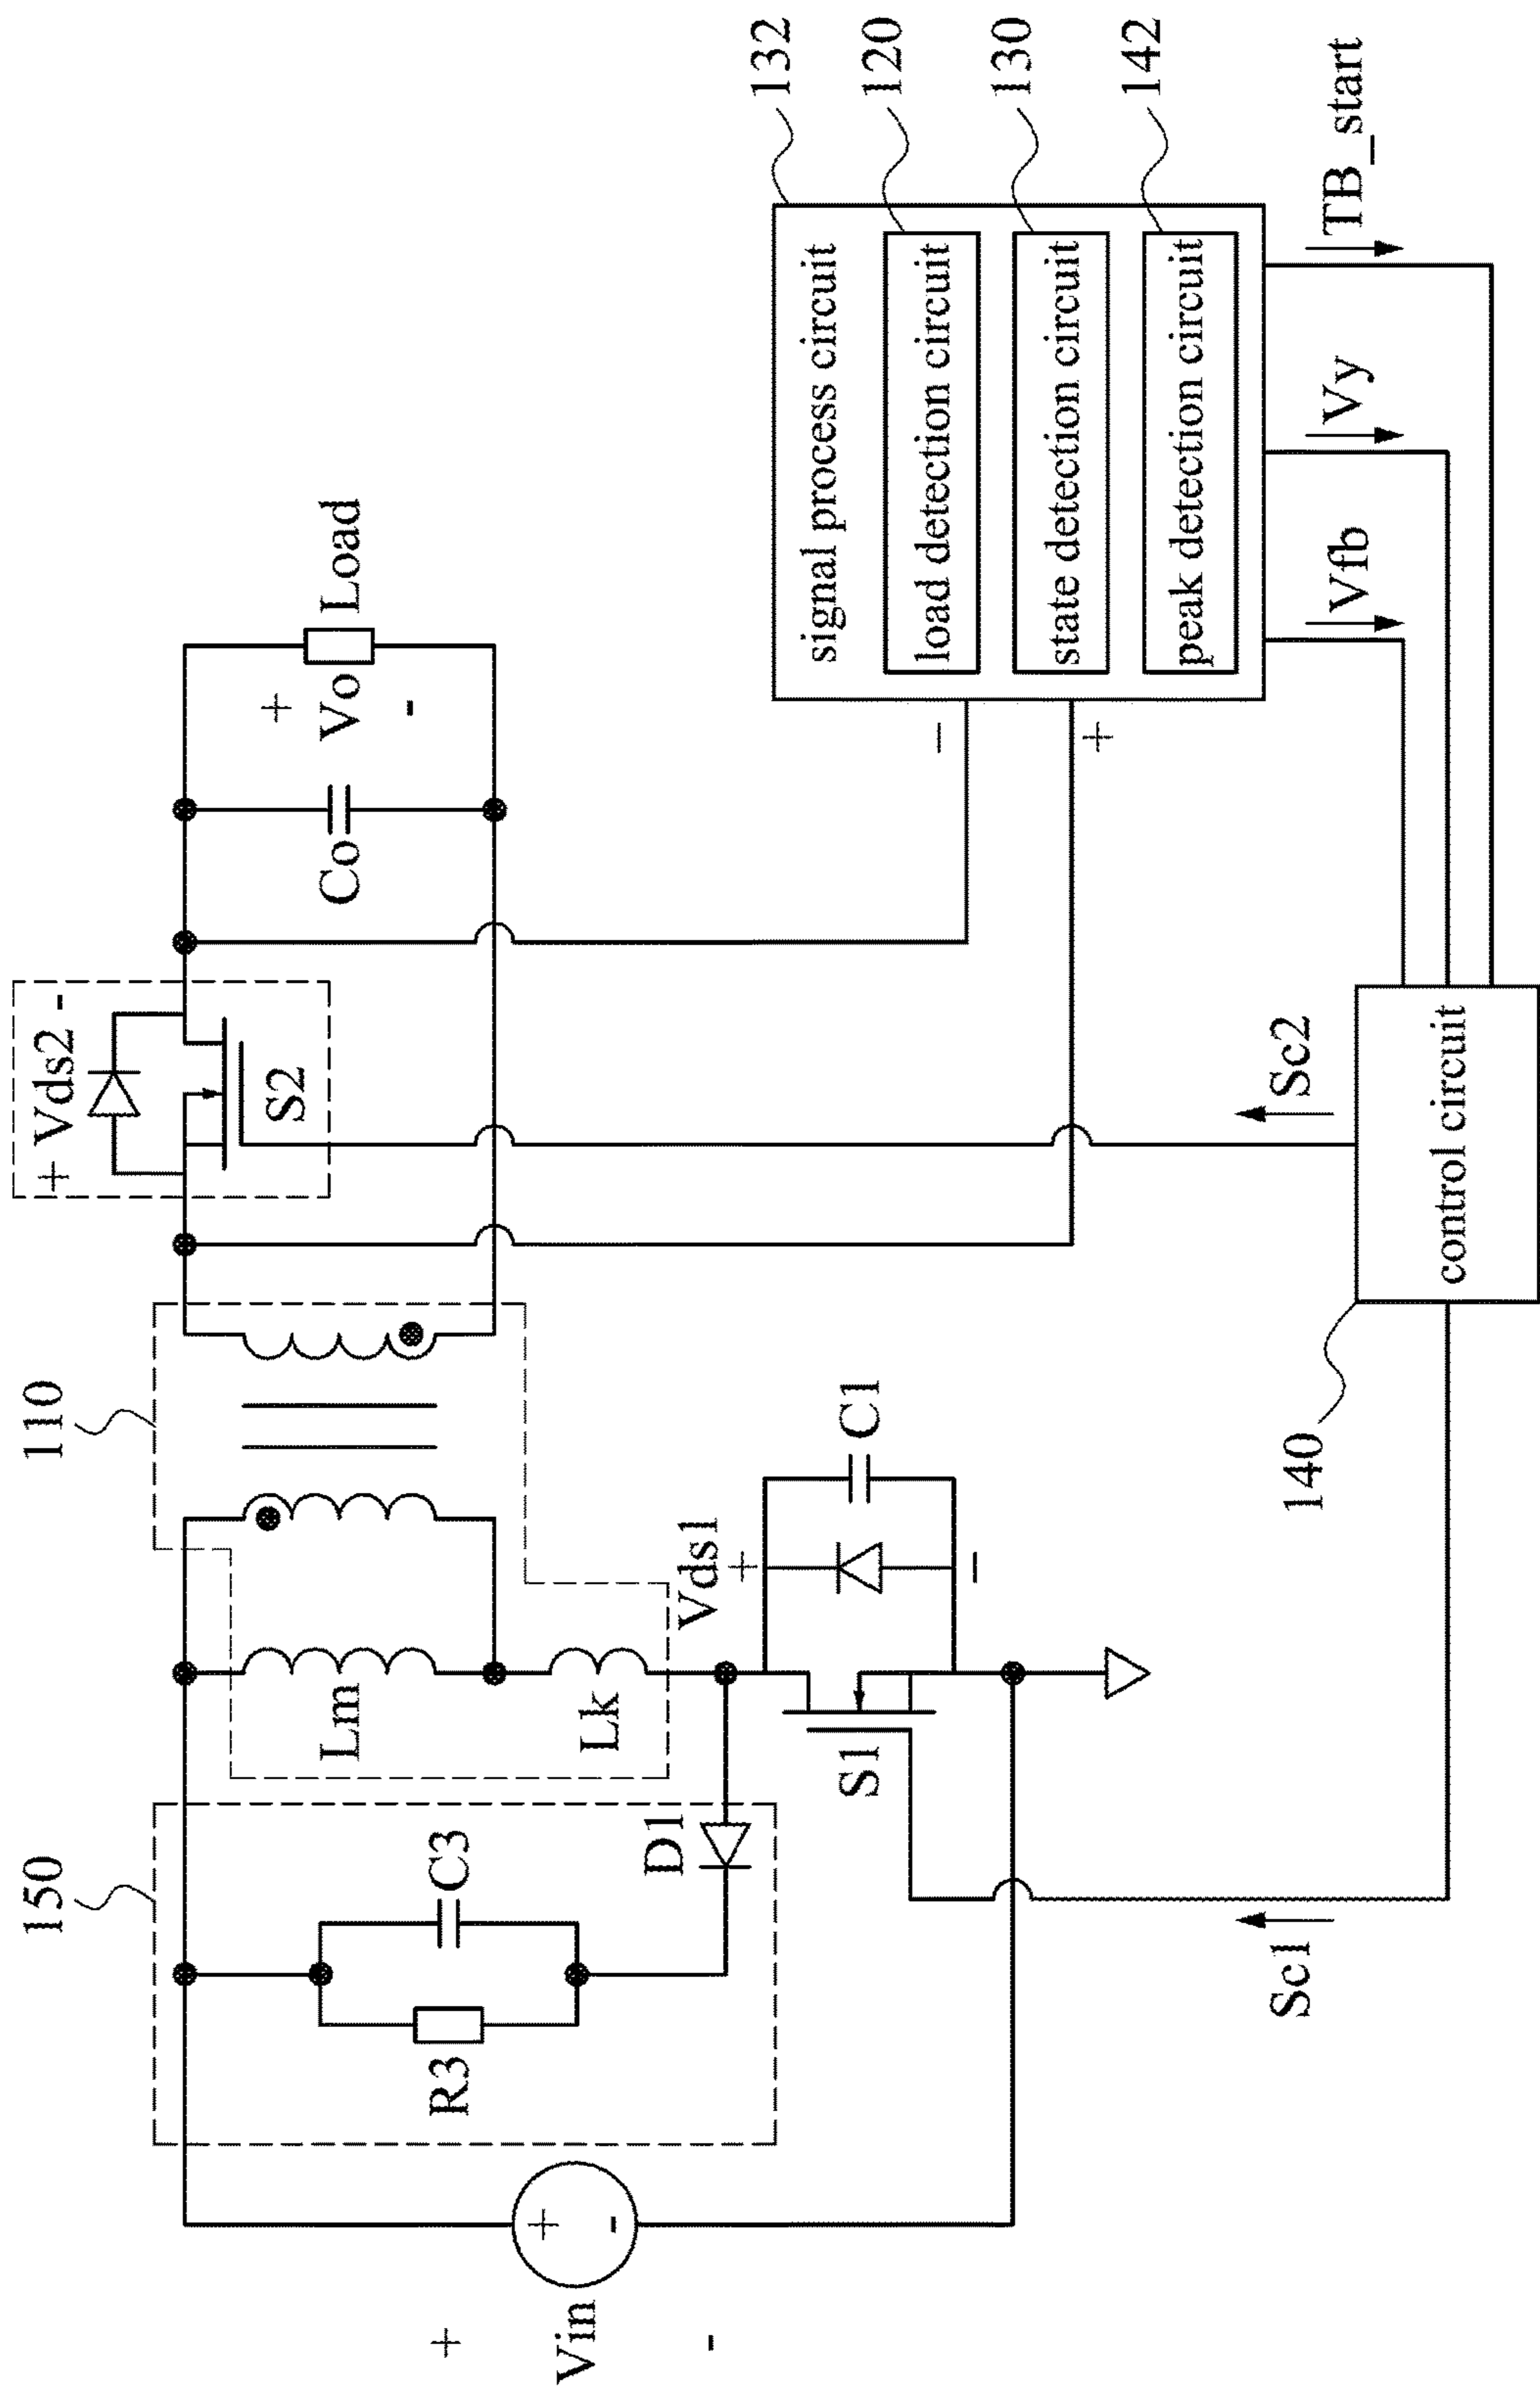 150
110
+ Vds2 -
S2
Co
+
Vo
-
Load
Lm
Lk
R3
C3
D1
Vds1
+
-
C1
S1
+
Vin
-
+
-
Sc1
Sc2
140
control circuit
-
+
signal process circuit
load detection circuit
state detection circuit
peak detection circuit
132
120
130
142
Vfb
Vy
TB_start